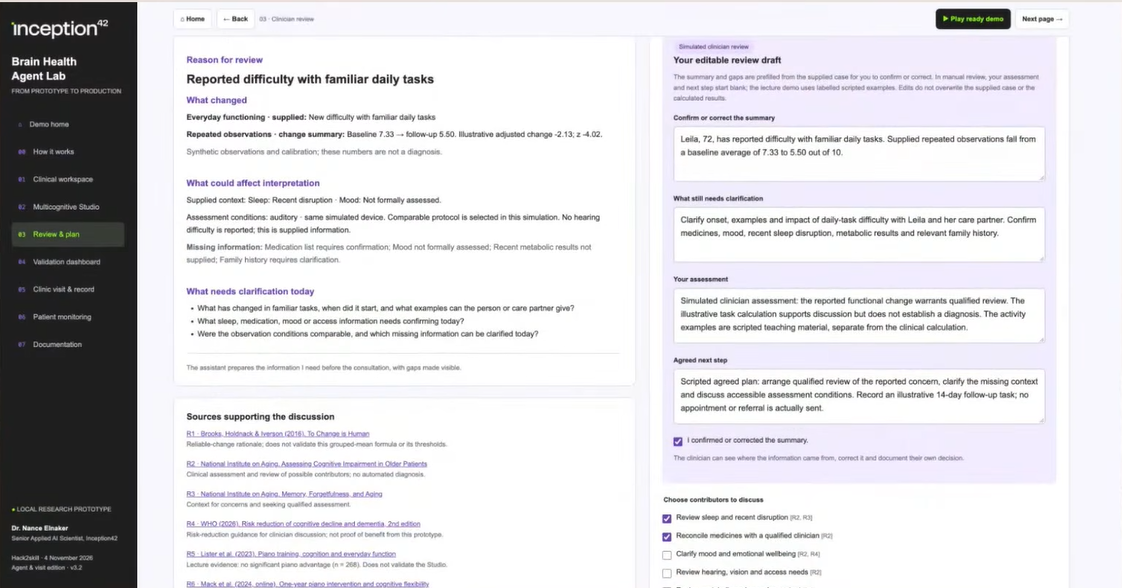 inception42
Brain Health
Agent Lab
FROM PROTOTYPE TO PRODUCTION
Demo home
00 How it works
01 Clinical workspace
02 Multicognitive Studio
03 Review & plan
04 Validation dashboard
05 Clinic visit & record
06 Patient monitoring
07 Documentation
LOCAL RESEARCH PROTOTYPE
Dr. Nance Elnaker
Senior Applied AI Scientist, Inception42
Hack2skill · 4 November 2026
Agent & visit edition · v3.2
⌂ Home
← Back
03 · Clinician review
▶ Play ready demo
Next page →
Reason for review
Reported difficulty with familiar daily tasks
What changed
Everyday functioning · supplied: New difficulty with familiar daily tasks
Repeated observations · change summary: Baseline 7.33 → follow-up 5.50. Illustrative adjusted change -2.13; z -4.02.
Synthetic observations and calibration; these numbers are not a diagnosis.
What could affect interpretation
Supplied context: Sleep: Recent disruption · Mood: Not formally assessed.
Assessment conditions: auditory · same simulated device. Comparable protocol is selected in this simulation. No hearing
difficulty is reported; this is supplied information.
Missing information: Medication list requires confirmation; Mood not formally assessed; Recent metabolic results not
supplied; Family history requires clarification.
What needs clarification today
• What has changed in familiar tasks, when did it start, and what examples can the person or care partner give?
• What sleep, medication, mood or access information needs confirming today?
• Were the observation conditions comparable, and which missing information can be clarified today?
The assistant prepares the information I need before the consultation, with gaps made visible.
Sources supporting the discussion
R1 · Brooks, Holdnack & Iverson (2016). To Change is Human
Reliable-change rationale; does not validate this grouped-mean formula or its thresholds.
R2 · National Institute on Aging, Assessing Cognitive Impairment in Older Patients
Clinical assessment and review of possible contributors; no automated diagnosis.
R3 · National Institute on Aging, Memory, Forgetfulness, and Aging
Context for concerns and seeking qualified assessment.
R4 · WHO (2026). Risk reduction of cognitive decline and dementia, 2nd edition
Risk-reduction guidance for clinician discussion; not proof of benefit from this prototype.
R5 · Lister et al. (2023). Piano training, cognition and everyday function
Lecture evidence: no significant piano advantage (n = 268). Does not validate the Studio.
R6 · Mack et al. (2024, online). One-year piano intervention and cognitive flexibility
Simulated clinician review
Your editable review draft
The summary and gaps are prefilled from the supplied case for you to confirm or correct. In manual review, your assessment
and next step start blank; the lecture demo uses labelled scripted examples. Edits do not overwrite the supplied case or the
calculated results.
Confirm or correct the summary
Leila, 72, has reported difficulty with familiar daily tasks. Supplied repeated observations fall from
a baseline average of 7.33 to 5.50 out of 10.
What still needs clarification
Clarify onset, examples and impact of daily-task difficulty with Leila and her care partner. Confirm
medicines, mood, recent sleep disruption, metabolic results and relevant family history.
Your assessment
Simulated clinician assessment: the reported functional change warrants qualified review. The
illustrative task calculation supports discussion but does not establish a diagnosis. The activity
examples are scripted teaching material, separate from the clinical calculation.
Agreed next step
Scripted agreed plan: arrange qualified review of the reported concern, clarify the missing context
and discuss accessible assessment conditions. Record an illustrative 14-day follow-up task; no
appointment or referral is actually sent.
I confirmed or corrected the summary.
The clinician can see where the information came from, correct it and document their own decision.
Choose contributors to discuss
Review sleep and recent disruption [R2, R3]
Reconcile medicines with a qualified clinician [R2]
Clarify mood and emotional wellbeing [R2, R4]
Review hearing, vision and access needs [R2]